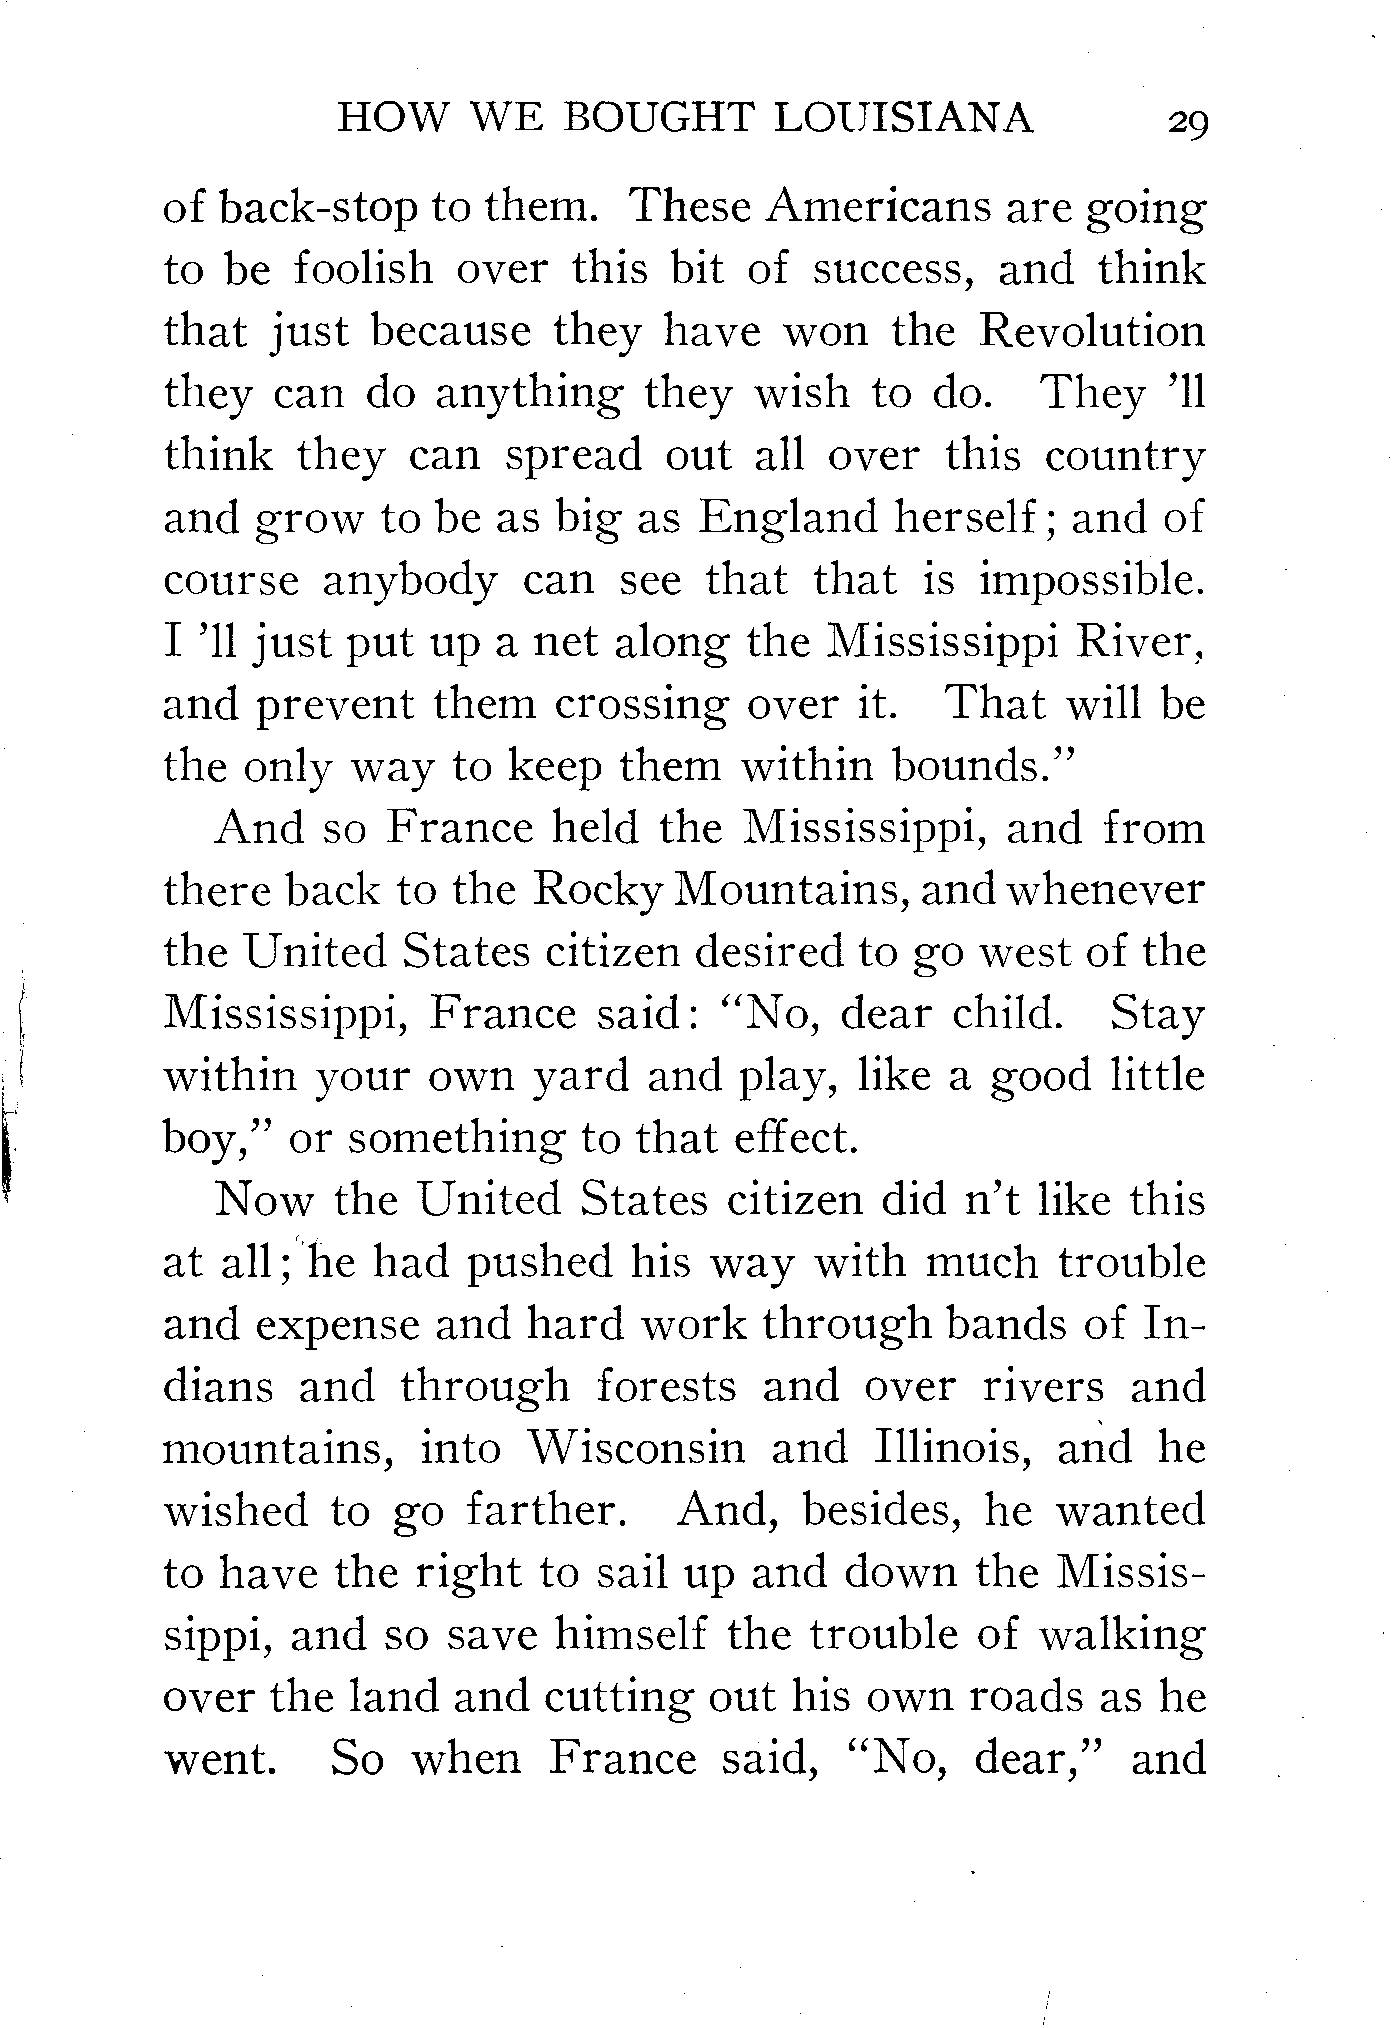 HOW WE BOUGHT LOUISIANA 29
of back-stop to them. These Americans are going
to be foolish over this bit of success, and think
that just because they have won the Revolution
they can do anything they wish to do. They 'll
think they can spread out all over this country
and grow to be as big as England herself; and of
course anybody can see that that is impossible.
I 'll just put up a net along the Mississippi River,
and prevent them crossing over it. That will be
the only way to keep them within bounds."
And so France held the Mississippi, and from
there back to the Rocky Mountains, and whenever
the United States citizen desired to go west of the
Mississippi, France said: "No, dear child. Stay
within your own yard and play, like a good little
boy," or something to that effect.
Now the United States citizen did n't like this
at all; he had pushed his way with much trouble
and expense and hard work through bands of In-
dians and through forests and over rivers and
mountains, into Wisconsin and Illinois, and he
wished to go farther. And, besides, he wanted
to have the right to sail up and down the Missis-
sippi, and so save himself the trouble of walking
over the land and cutting out his own roads as he
went. So when France said, "No, dear," and